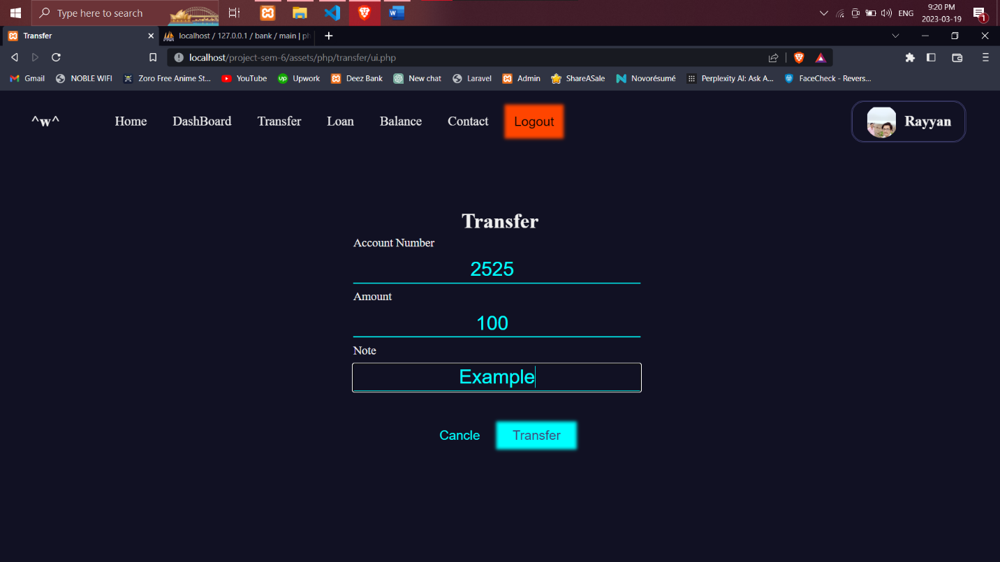 Type here to search
ENG
9:20 PM
2023-03-19
1
Transfer
localhost / 127.0.0.1 / bank / main | ph
localhost/project-sem-6/assets/php/transfer/ui.php
Gmail
NOBLE WIFI
Zoro Free Anime St...
YouTube
up
Upwork
Deez Bank
New chat
Laravel
Admin
ShareASale
Novorésumé
Perplexity AI: Ask A...
FaceCheck - Revers...
^w^
Home
DashBoard
Transfer
Loan
Balance
Contact
Logout
Rayyan
Transfer
Account Number
2525
Amount
100
Note
Example
Cancle
Transfer